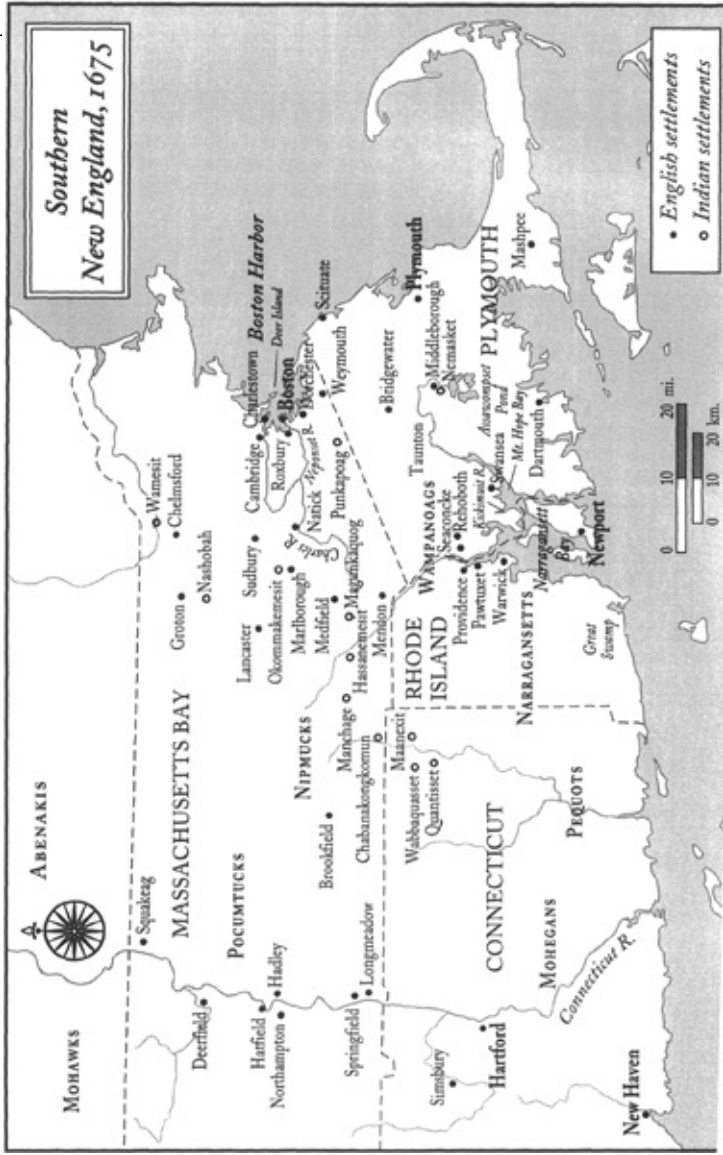 Southern
New England, 1675
MOHAWKS
ABENAKIS
Squakeag
MASSACHUSETTS BAY
Wamesit
Chelmsford
Groton
Nashobah
Deerfield
POCUMTUCKS
Hatfield
Hadley
Northampton
Lancaster
Sudbury
Okommakemesit
Marlborough
Cambridge
Charlestown
Boston Harbor
Deer Island
Boston
Roxbury
Dorchester
Neponset R.
Natick
Charles R.
Scituate
Weymouth
Punkapoag
NIPMUCKS
Medfield
Magunkaquog
Hassanemesit
Manchage
Brookfield
Springfield
Longmeadow
Chabanakongkomun
Mendon
Bridgewater
Plymouth
Maanexit
Wabbaquasset
Quantisset
RHODE
ISLAND
WAMPANOAGS
Seaconcke
Rehoboth
Taunton
Middleborough
Nemasket
Assawompset
Pond
PLYMOUTH
Mashpee
Providence
Pawtuxet
Warwick
Kickimuit R.
Swansea
Mt. Hope Bay
Dartmouth
Simsbury
Hartford
CONNECTICUT
MOHEGANS
PEQUOTS
NARRAGANSETTS
Narragansett
Bay
Newport
Great
Swamp
Connecticut R.
New Haven
0 10 20 mi.
0 10 20 km.
English settlements
Indian settlements